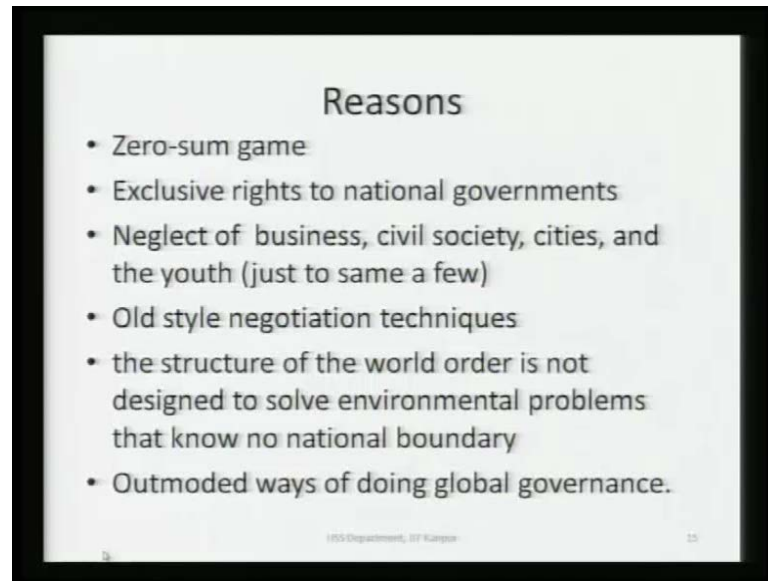 Reasons
• Zero-sum game
• Exclusive rights to national governments
• Neglect of business, civil society, cities, and
the youth (just to same a few)
• Old style negotiation techniques
• the structure of the world order is not
designed to solve environmental problems
that know no national boundary
• Outmoded ways of doing global governance.
HSS Department, IIT Kanpur
15